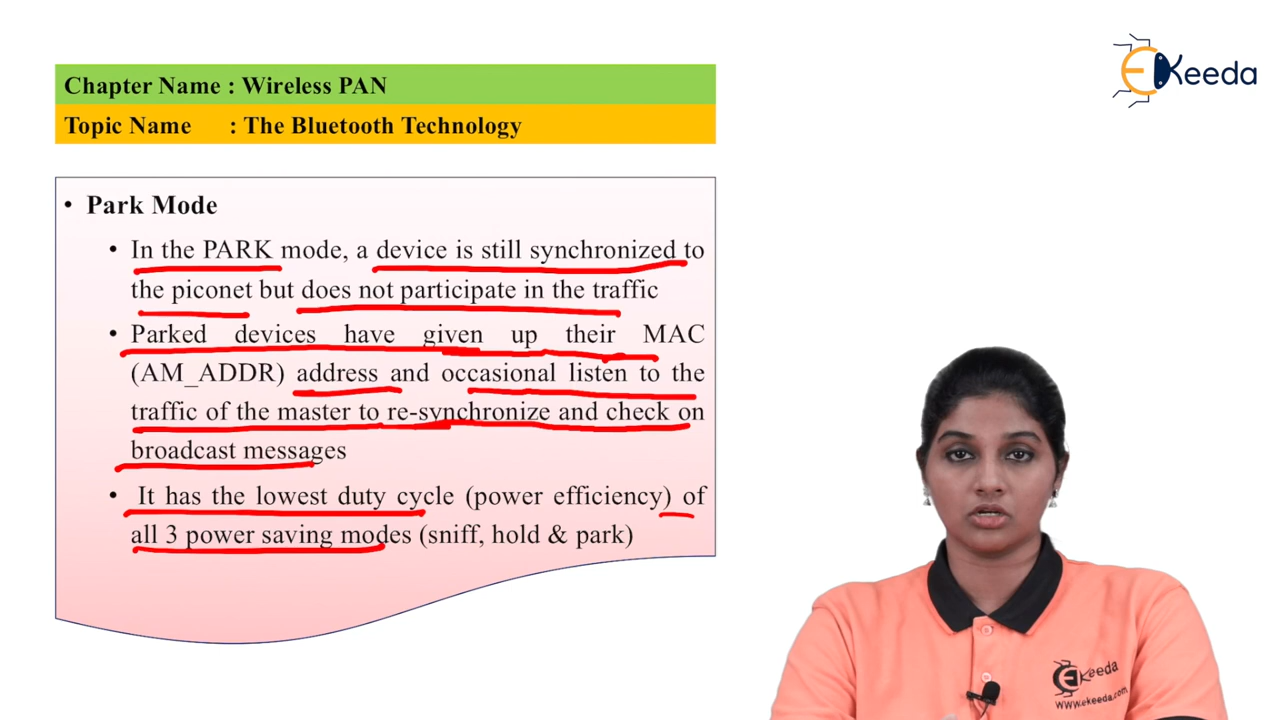 Chapter Name : Wireless PAN
EKeeda
Topic Name : The Bluetooth Technology
• Park Mode
• In the PARK mode, a device is still synchronized to
the piconet but does not participate in the traffic
• Parked devices have given up their MAC
(AM_ADDR) address and occasional listen to the
traffic of the master to re-synchronize and check on
broadcast messages
• It has the lowest duty cycle (power efficiency) of
all 3 power saving modes (sniff, hold & park)
EKeeda
www.ekeeda.com